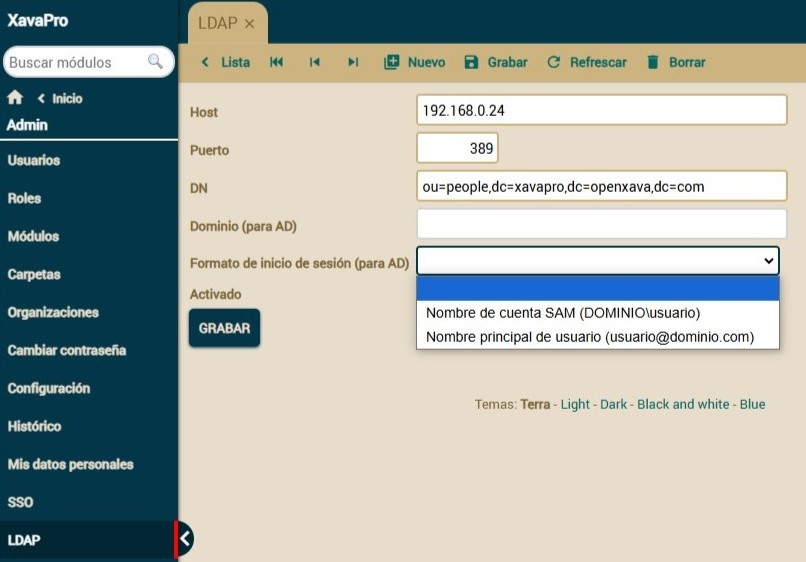 XavaPro
LDAP ×
Buscar módulos
Lista
Nuevo
Grabar
Refrescar
Borrar
Inicio
Admin
Usuarios
Roles
Módulos
Carpetas
Organizaciones
Cambiar contraseña
Configuración
Histórico
Mis datos personales
SSO
LDAP
Host
192.168.0.24
Puerto
389
DN
ou=people,dc=xavapro,dc=openxava,dc=com
Dominio (para AD)
Formato de inicio de sesión (para AD)
Nombre de cuenta SAM (DOMINIO\usuario)
Nombre principal de usuario (usuario@dominio.com)
Activado
GRABAR
Temas: Terra - Light - Dark - Black and white - Blue